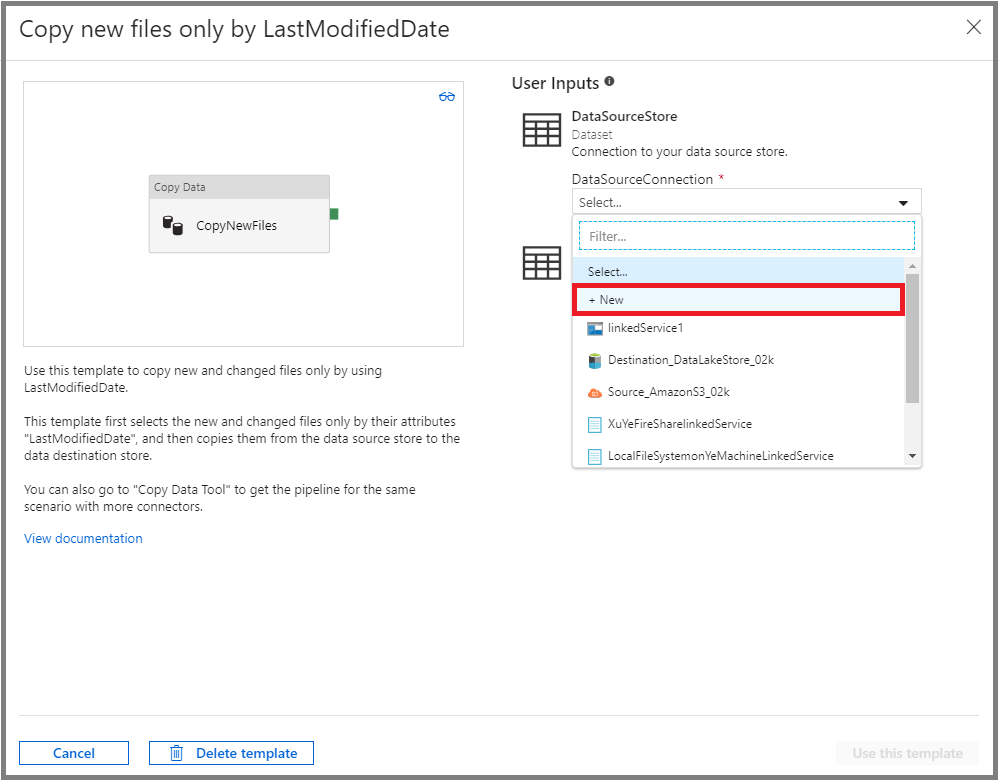 Copy new files only by LastModifiedDate
Copy Data
CopyNewFiles
Use this template to copy new and changed files only by using
LastModifiedDate.
This template first selects the new and changed files only by their attributes
"LastModifiedDate", and then copies them from the data source store to the
data destination store.
You can also go to "Copy Data Tool" to get the pipeline for the same
scenario with more connectors.
View documentation
User Inputs
DataSourceStore
Dataset
Connection to your data source store.
DataSourceConnection *
Select...
Filter...
Select...
+ New
linkedService1
Destination_DataLakeStore_02k
Source_AmazonS3_02k
XuYeFireSharelinkedService
LocalFileSystemonYeMachineLinkedService
Cancel
Delete template
Use this template